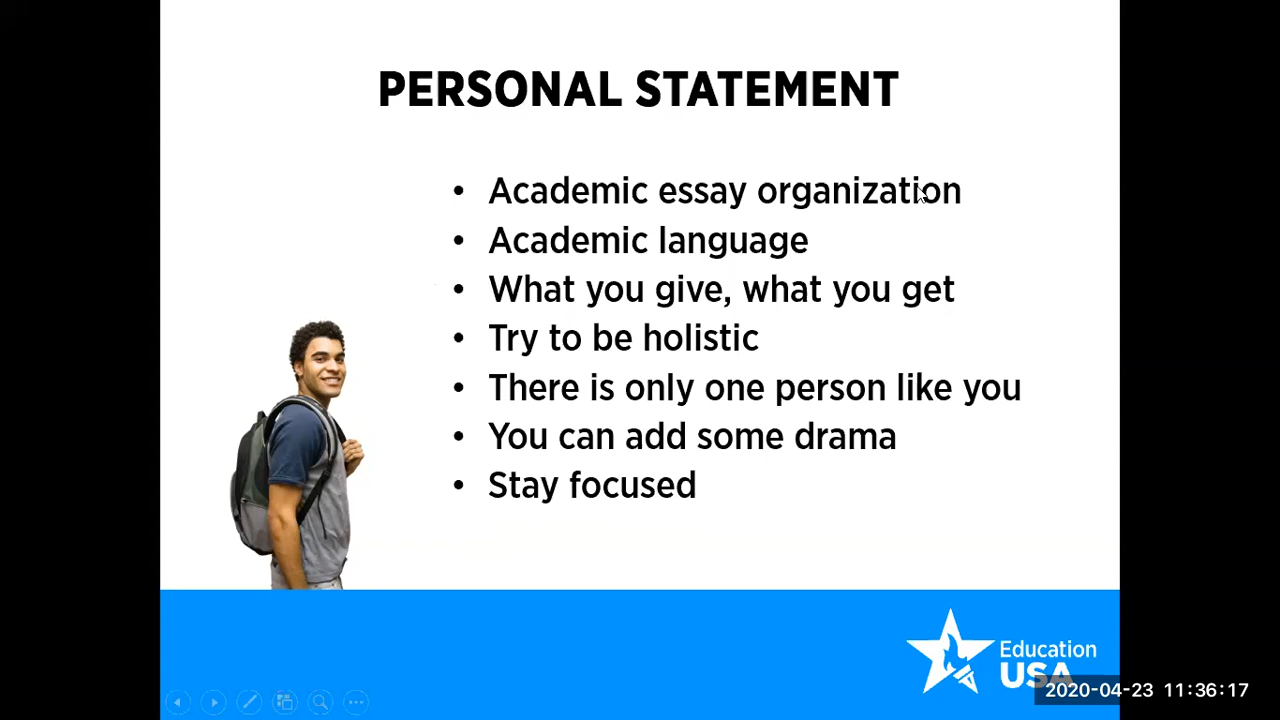 PERSONAL STATEMENT
• Academic essay organization
• Academic language
• What you give, what you get
• Try to be holistic
• There is only one person like you
• You can add some drama
• Stay focused
Education
USA
2020-04-23 11:36:17